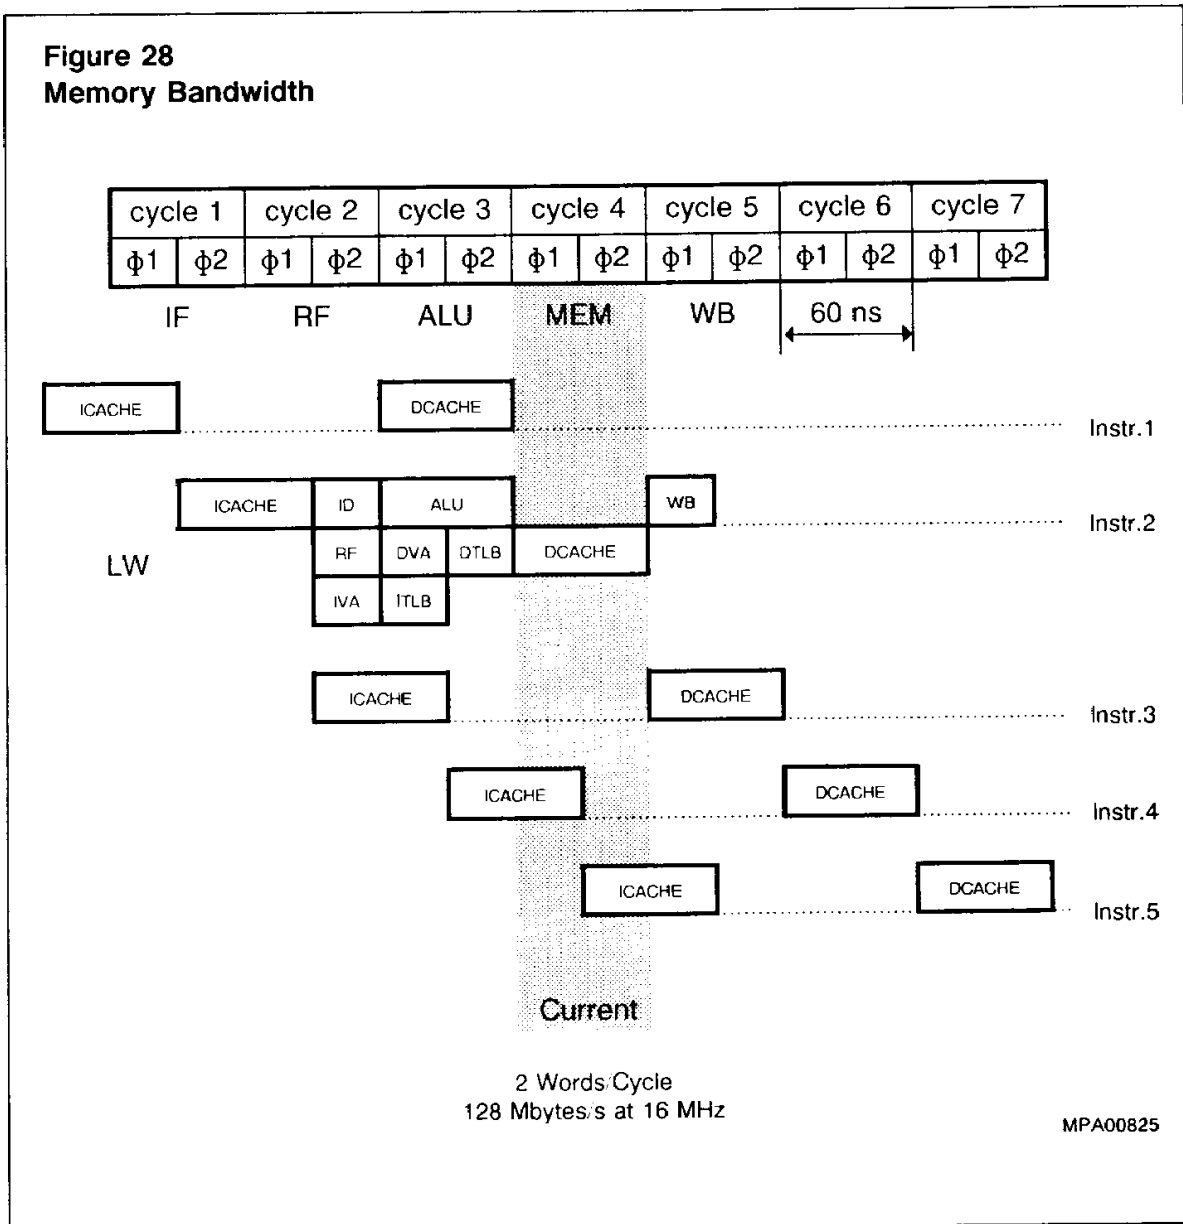 Figure 28
Memory Bandwidth
cycle 1 cycle 2 cycle 3 cycle 4 cycle 5 cycle 6 cycle 7
ϕ1 ϕ2 ϕ1 ϕ2 ϕ1 ϕ2 ϕ1 ϕ2 ϕ1 ϕ2 ϕ1 ϕ2 ϕ1 ϕ2
IF RF ALU MEM WB 60 ns
ICACHE DCACHE
Instr.1
ICACHE ID ALU WB
Instr.2
LW RF DVA DTLB DCACHE
IVA ITLB
ICACHE DCACHE
Instr.3
ICACHE DCACHE
Instr.4
ICACHE DCACHE
Instr.5
Current
2 Words/Cycle
128 Mbytes/s at 16 MHz
MPA00825